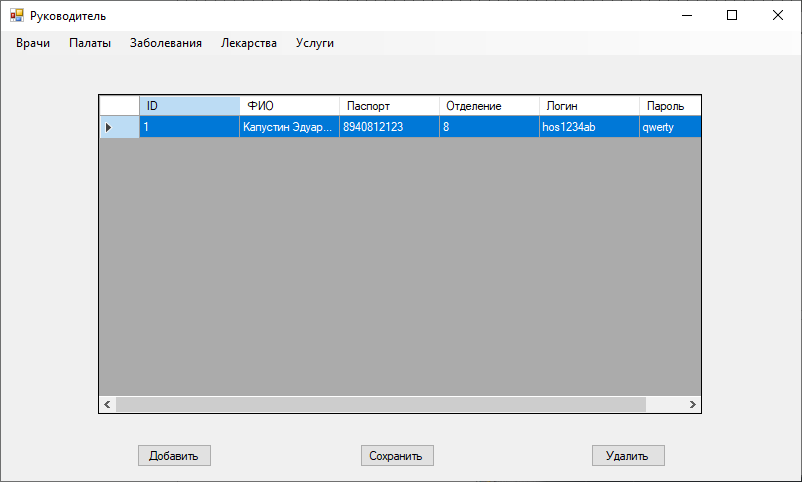 Руководитель
Врачи Палаты Заболевания Лекарства Услуги
ID ФИО Паспорт Отделение Логин Пароль
1 Капустин Эдуар... 8940812123 8 hos1234ab qwerty
Добавить Сохранить Удалить